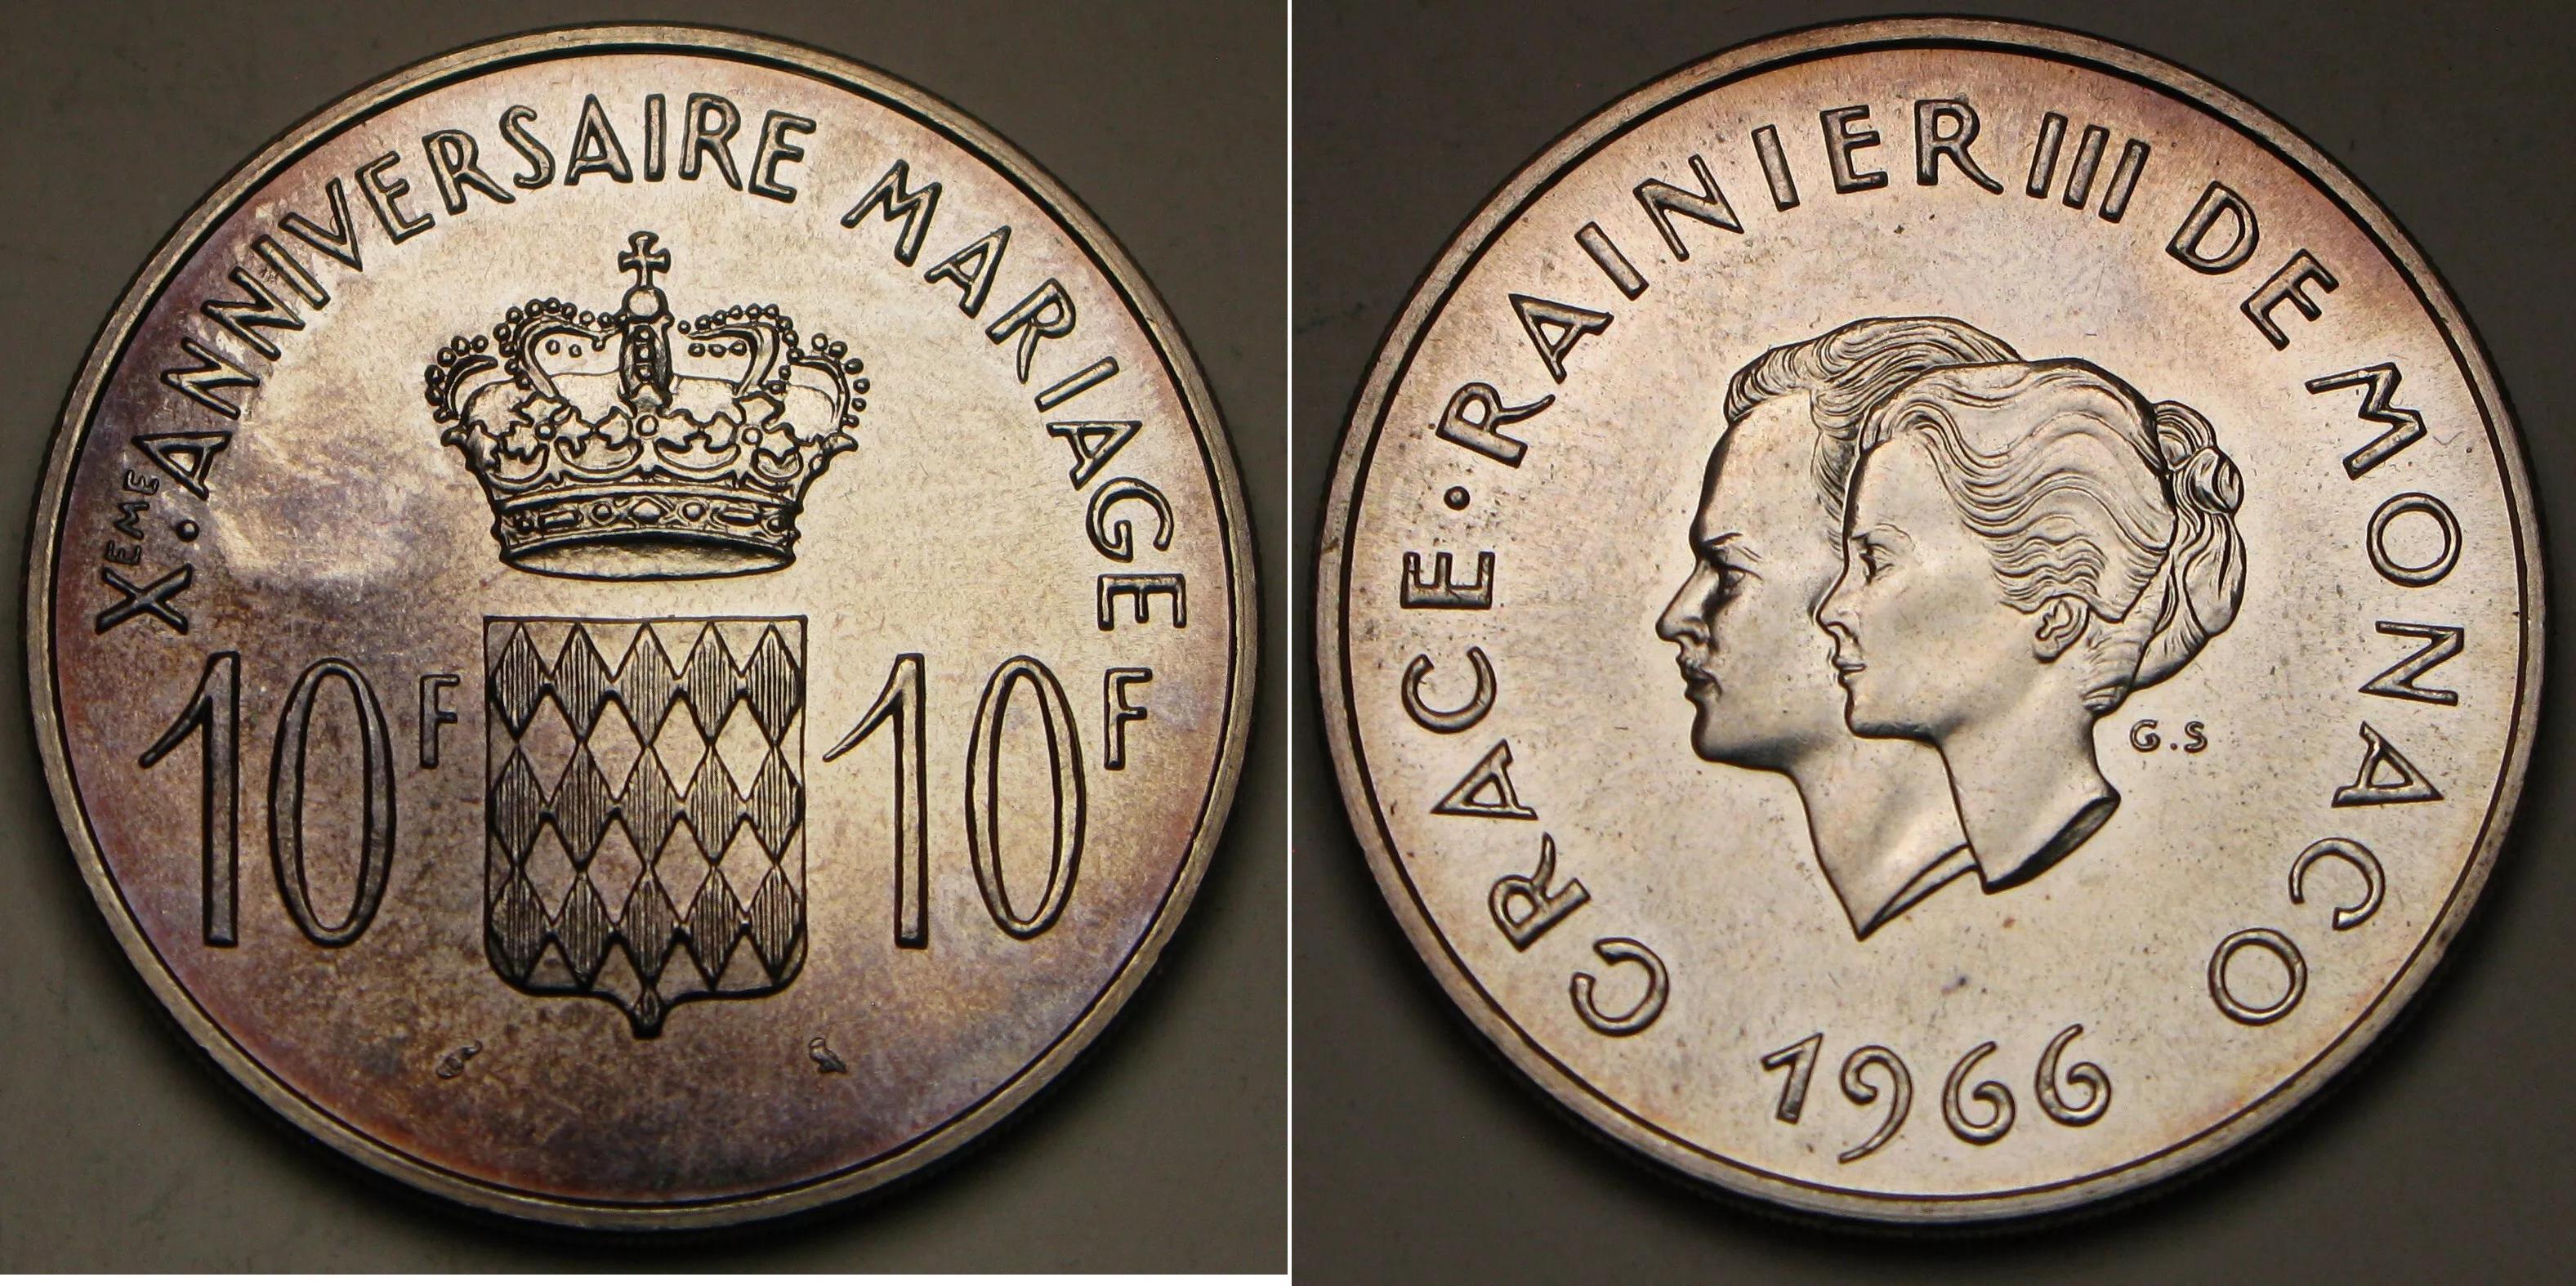 XEME. ANNIVERSAIRE MARIAGE
10F 10F
GRACE · RAINIER III DE MONACO
G.S
1966